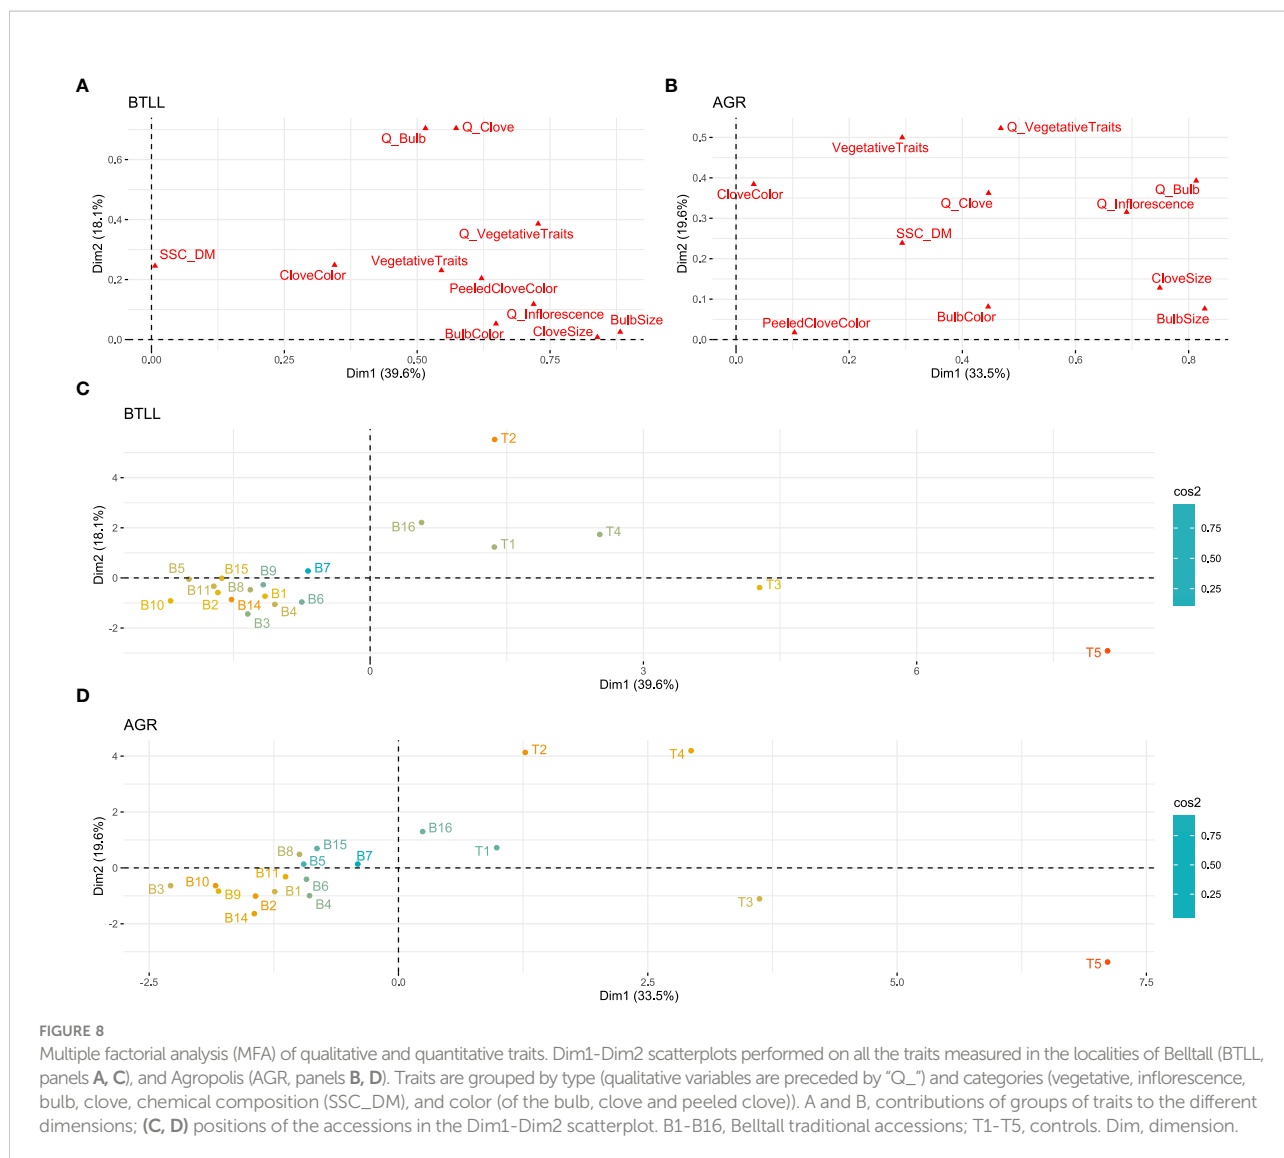 A
BTLL
Q_Bulb
Q_Clove
Q_VegetativeTraits
SSC_DM
CloveColor
VegetativeTraits
PeeledCloveColor
Q_Inflorescence
BulbColor
CloveSize
BulbSize
0.6
0.4
0.2
0.0
Dim2 (18.1%)
0.00 0.25 0.50 0.75
Dim1 (39.6%)
B
AGR
Q_VegetativeTraits
VegetativeTraits
CloveColor
Q_Clove
Q_Bulb
Q_Inflorescence
SSC_DM
CloveSize
BulbColor
BulbSize
PeeledCloveColor
0.5
0.4
0.3
0.2
0.1
0.0
Dim2 (19.6%)
0.0 0.2 0.4 0.6 0.8
Dim1 (33.5%)
C
BTLL
T2
B16
T1
T4
B5
B15
B9
B7
B11
B8
B1
T3
B10
B2
B14
B4
B6
B3
T5
4
2
0
-2
Dim2 (18.1%)
0 3 6
Dim1 (39.6%)
cos2
0.75
0.50
0.25
D
AGR
T2
T4
B16
T1
B8
B15
B5
B7
B3
B10
B11
B6
B9
B1
B4
B2
B14
T3
T5
4
2
0
-2
Dim2 (19.6%)
-2.5 0.0 2.5 5.0 7.5
Dim1 (33.5%)
cos2
0.75
0.50
0.25
FIGURE 8
Multiple factorial analysis (MFA) of qualitative and quantitative traits. Dim1-Dim2 scatterplots performed on all the traits measured in the localities of Belltall (BTLL,
panels A, C), and Agropolis (AGR, panels B, D). Traits are grouped by type (qualitative variables are preceded by “Q_”) and categories (vegetative, inflorescence,
bulb, clove, chemical composition (SSC_DM), and color (of the bulb, clove and peeled clove)). A and B, contributions of groups of traits to the different
dimensions; (C, D) positions of the accessions in the Dim1-Dim2 scatterplot. B1-B16, Belltall traditional accessions; T1-T5, controls. Dim, dimension.